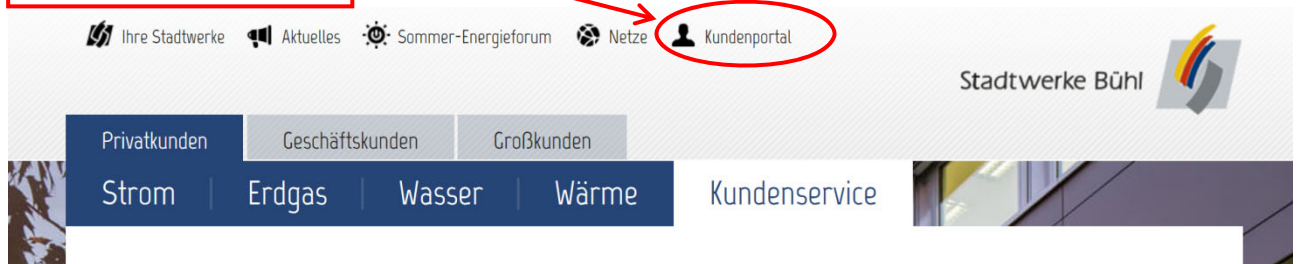 Ihre Stadtwerke Aktuelles Sommer-Energieforum Netze Kundenportal
Stadtwerke Bühl
Privatkunden Geschäftskunden Großkunden
Strom Erdgas Wasser Wärme Kundenservice